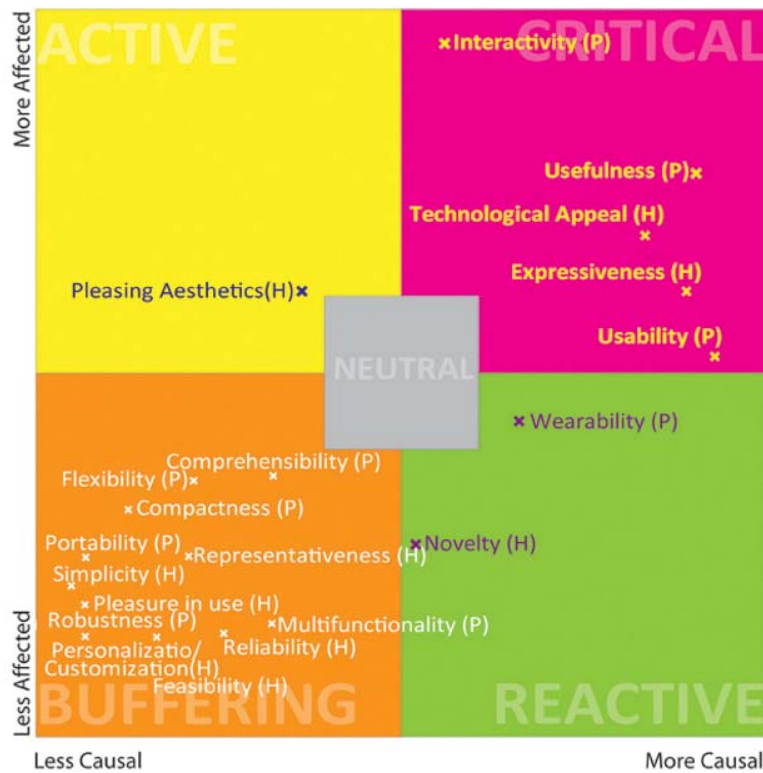 ACTIVE
CRITICAL
More Affected
Interactivity (P)
Usefulness (P)
Technological Appeal (H)
Pleasing Aesthetics(H)
Expressiveness (H)
Usability (P)
NEUTRAL
Wearability (P)
Comprehensibility (P)
Flexibility (P)
Compactness (P)
Novelty (H)
Portability (P)
Representativeness (H)
Simplicity (H)
Pleasure in use (H)
Robustness (P)
Multifunctionality (P)
Personalizatio/
Customization(H)
Reliability (H)
Feasibility (H)
Less Affected
BUFFERING
REACTIVE
Less Causal
More Causal